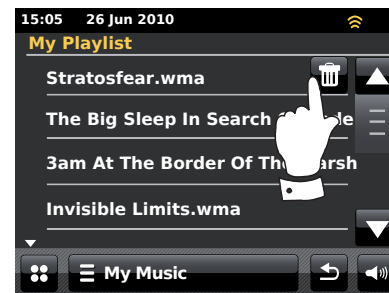 15:05 26 Jun 2010
My Playlist
Stratosfear.wma
The Big Sleep In Search
3am At The Border Of The
Invisible Limits.wma
My Music